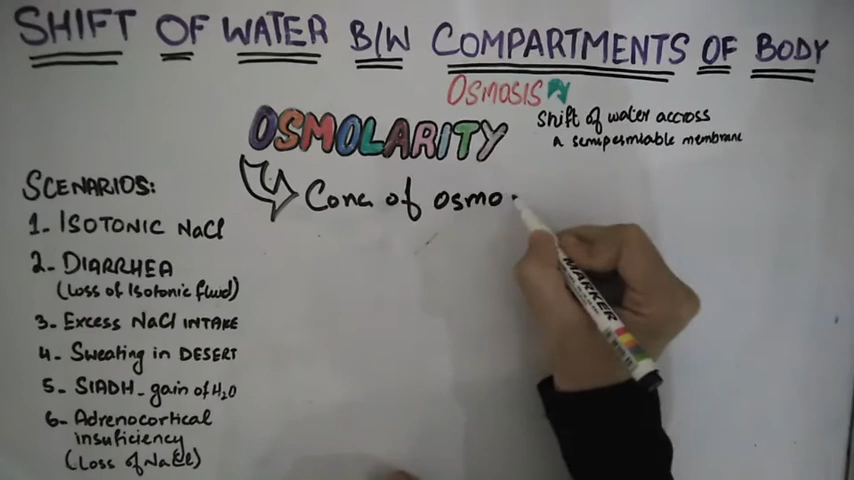 SHIFT OF WATER B/W COMPARTMENTS OF BODY
OSMOSIS
Shift of water accross
a semipermiable membrane
OSMOLARITY
Conc of osmo
SCENARIOS:
1- ISOTONIC NaCl
2- DIARRHEA
(Loss of Isotonic fluid)
3- Excess NaCl INTAKE
4- Sweating in DESERT
5- SIADH - gain of H2O
6- Adrenocortical
insuficiency
(Loss of NaCl)
MARKER